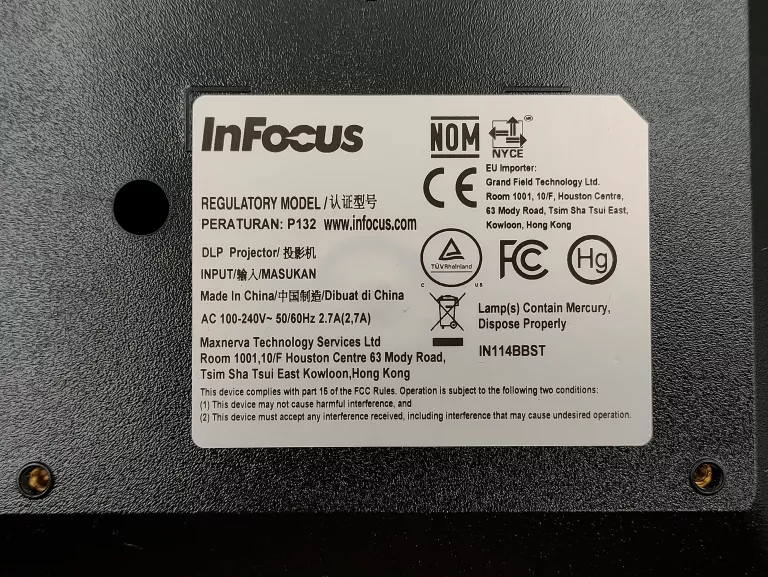 InFocus
NOM
NYCE
CE
EU Importer:
Grand Field Technology Ltd.
Room 1001, 10/F, Houston Centre,
63 Mody Road, Tsim Sha Tsui East,
Kowloon, Hong Kong
REGULATORY MODEL/认证型号
PERATURAN: P132 www.infocus.com
DLP Projector/投影机
INPUT/输入/MASUKAN
Made In China/中国制造/Dibuat di China
AC 100-240V~ 50/60Hz 2.7A(2,7A)
TÜVRheinland
c us
FC
Hg
Lamp(s) Contain Mercury,
Dispose Properly
IN114BBST
Maxnerva Technology Services Ltd
Room 1001,10/F Houston Centre 63 Mody Road,
Tsim Sha Tsui East Kowloon,Hong Kong
This device complies with part 15 of the FCC Rules. Operation is subject to the following two conditions:
(1) This device may not cause harmful interference, and
(2) This device must accept any interference received, including interference that may cause undesired operation.